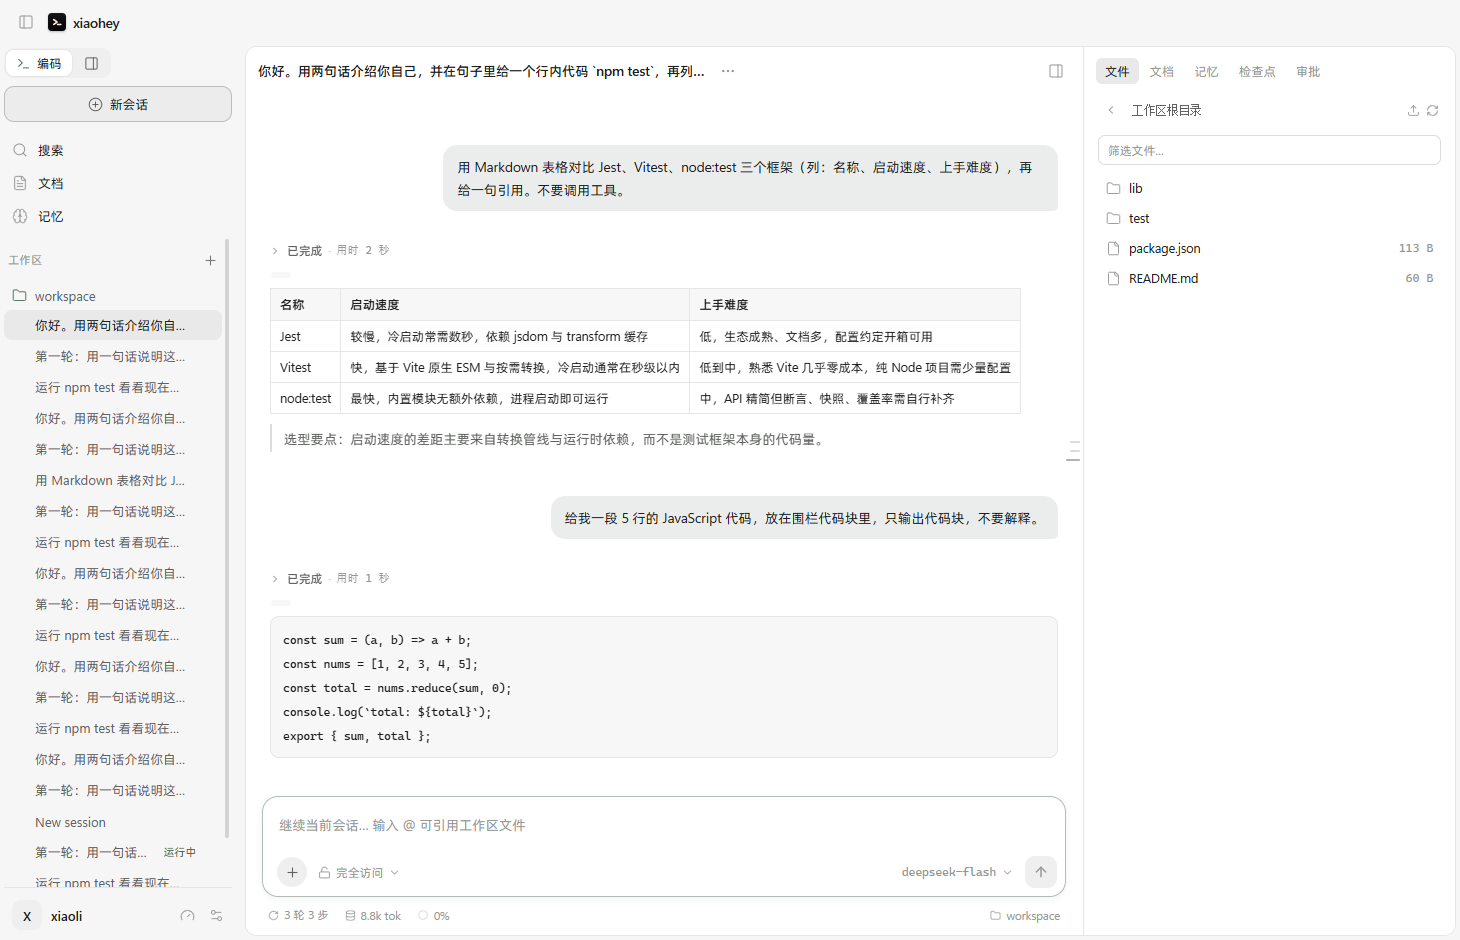 xiaohey
编码
新会话
搜索
文档
记忆
工作区
workspace
你好。用两句话介绍你自...
第一轮：用一句话说明这...
运行 npm test 看看现在...
你好。用两句话介绍你自...
第一轮：用一句话说明这...
用 Markdown 表格对比 J...
第一轮：用一句话说明这...
运行 npm test 看看现在...
你好。用两句话介绍你自...
第一轮：用一句话说明这...
运行 npm test 看看现在...
你好。用两句话介绍你自...
第一轮：用一句话说明这...
运行 npm test 看看现在...
你好。用两句话介绍你自...
第一轮：用一句话说明这...
New session
第一轮：用一句话... 运行中
运行 npm test 看看现在...
X xiaoli
你好。用两句话介绍你自己，并在句子里给一个行内代码 `npm test`，再列... ...
用 Markdown 表格对比 Jest、Vitest、node:test 三个框架（列：名称、启动速度、上手难度），再
给一句引用。不要调用工具。
已完成 · 用时 2 秒
名称 启动速度 上手难度
Jest 较慢，冷启动常需数秒，依赖 jsdom 与 transform 缓存 低，生态成熟、文档多，配置约定开箱可用
Vitest 快，基于 Vite 原生 ESM 与按需转换，冷启动通常在秒级以内 低到中，熟悉 Vite 几乎零成本，纯 Node 项目需少量配置
node:test 最快，内置模块无额外依赖，进程启动即可运行 中，API 精简但断言、快照、覆盖率需自行补齐
选型要点：启动速度的差距主要来自转换管线与运行时依赖，而不是测试框架本身的代码量。
给我一段 5 行的 JavaScript 代码，放在围栏代码块里，只输出代码块，不要解释。
已完成 · 用时 1 秒
const sum = (a, b) => a + b;
const nums = [1, 2, 3, 4, 5];
const total = nums.reduce(sum, 0);
console.log(`total: ${total}`);
export { sum, total };
继续当前会话... 输入 @ 可引用工作区文件
完全访问
deepseek-flash
3 轮 3 步 8.8k tok 0%
workspace
文件 文档 记忆 检查点 审批
工作区根目录
筛选文件...
lib
test
package.json 113 B
README.md 60 B